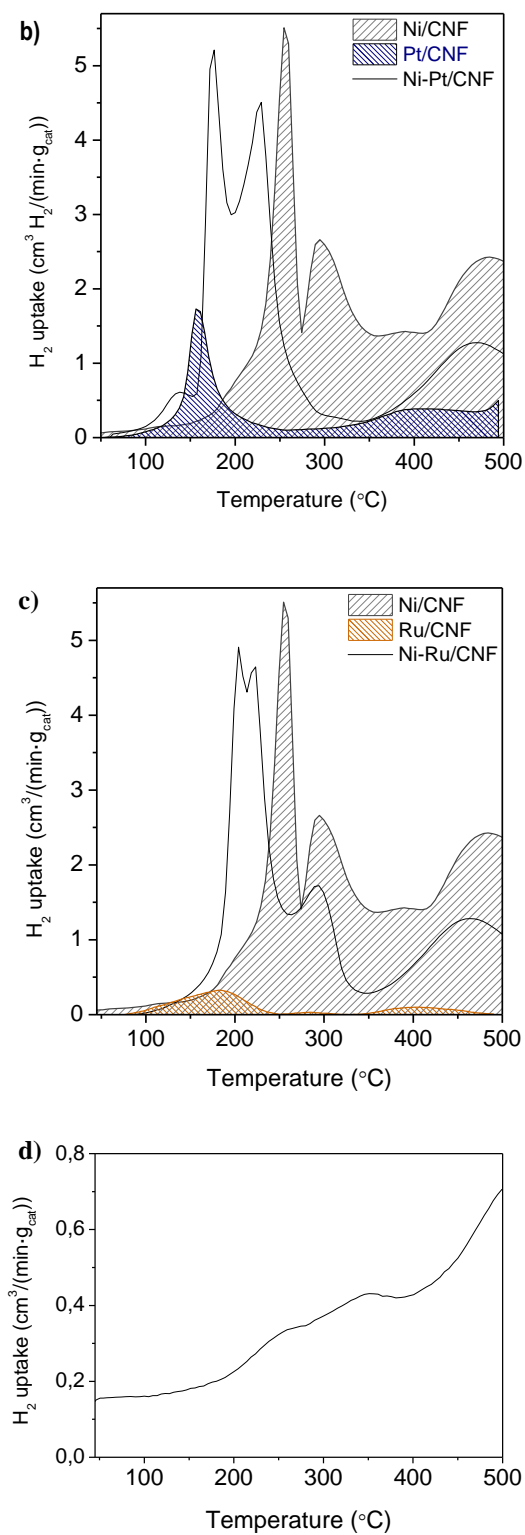 b)
Ni/CNF
Pt/CNF
Ni-Pt/CNF
H2 uptake (cm3 H2/(min·gcat))
5
4
3
2
1
0
100 200 300 400 500
Temperature (°C)
c)
Ni/CNF
Ru/CNF
Ni-Ru/CNF
H2 uptake (cm3/(min·gcat))
5
4
3
2
1
0
100 200 300 400 500
Temperature (°C)
d)
H2 uptake (cm3/(min·gcat))
0,8
0,6
0,4
0,2
0,0
100 200 300 400 500
Temperature (°C)